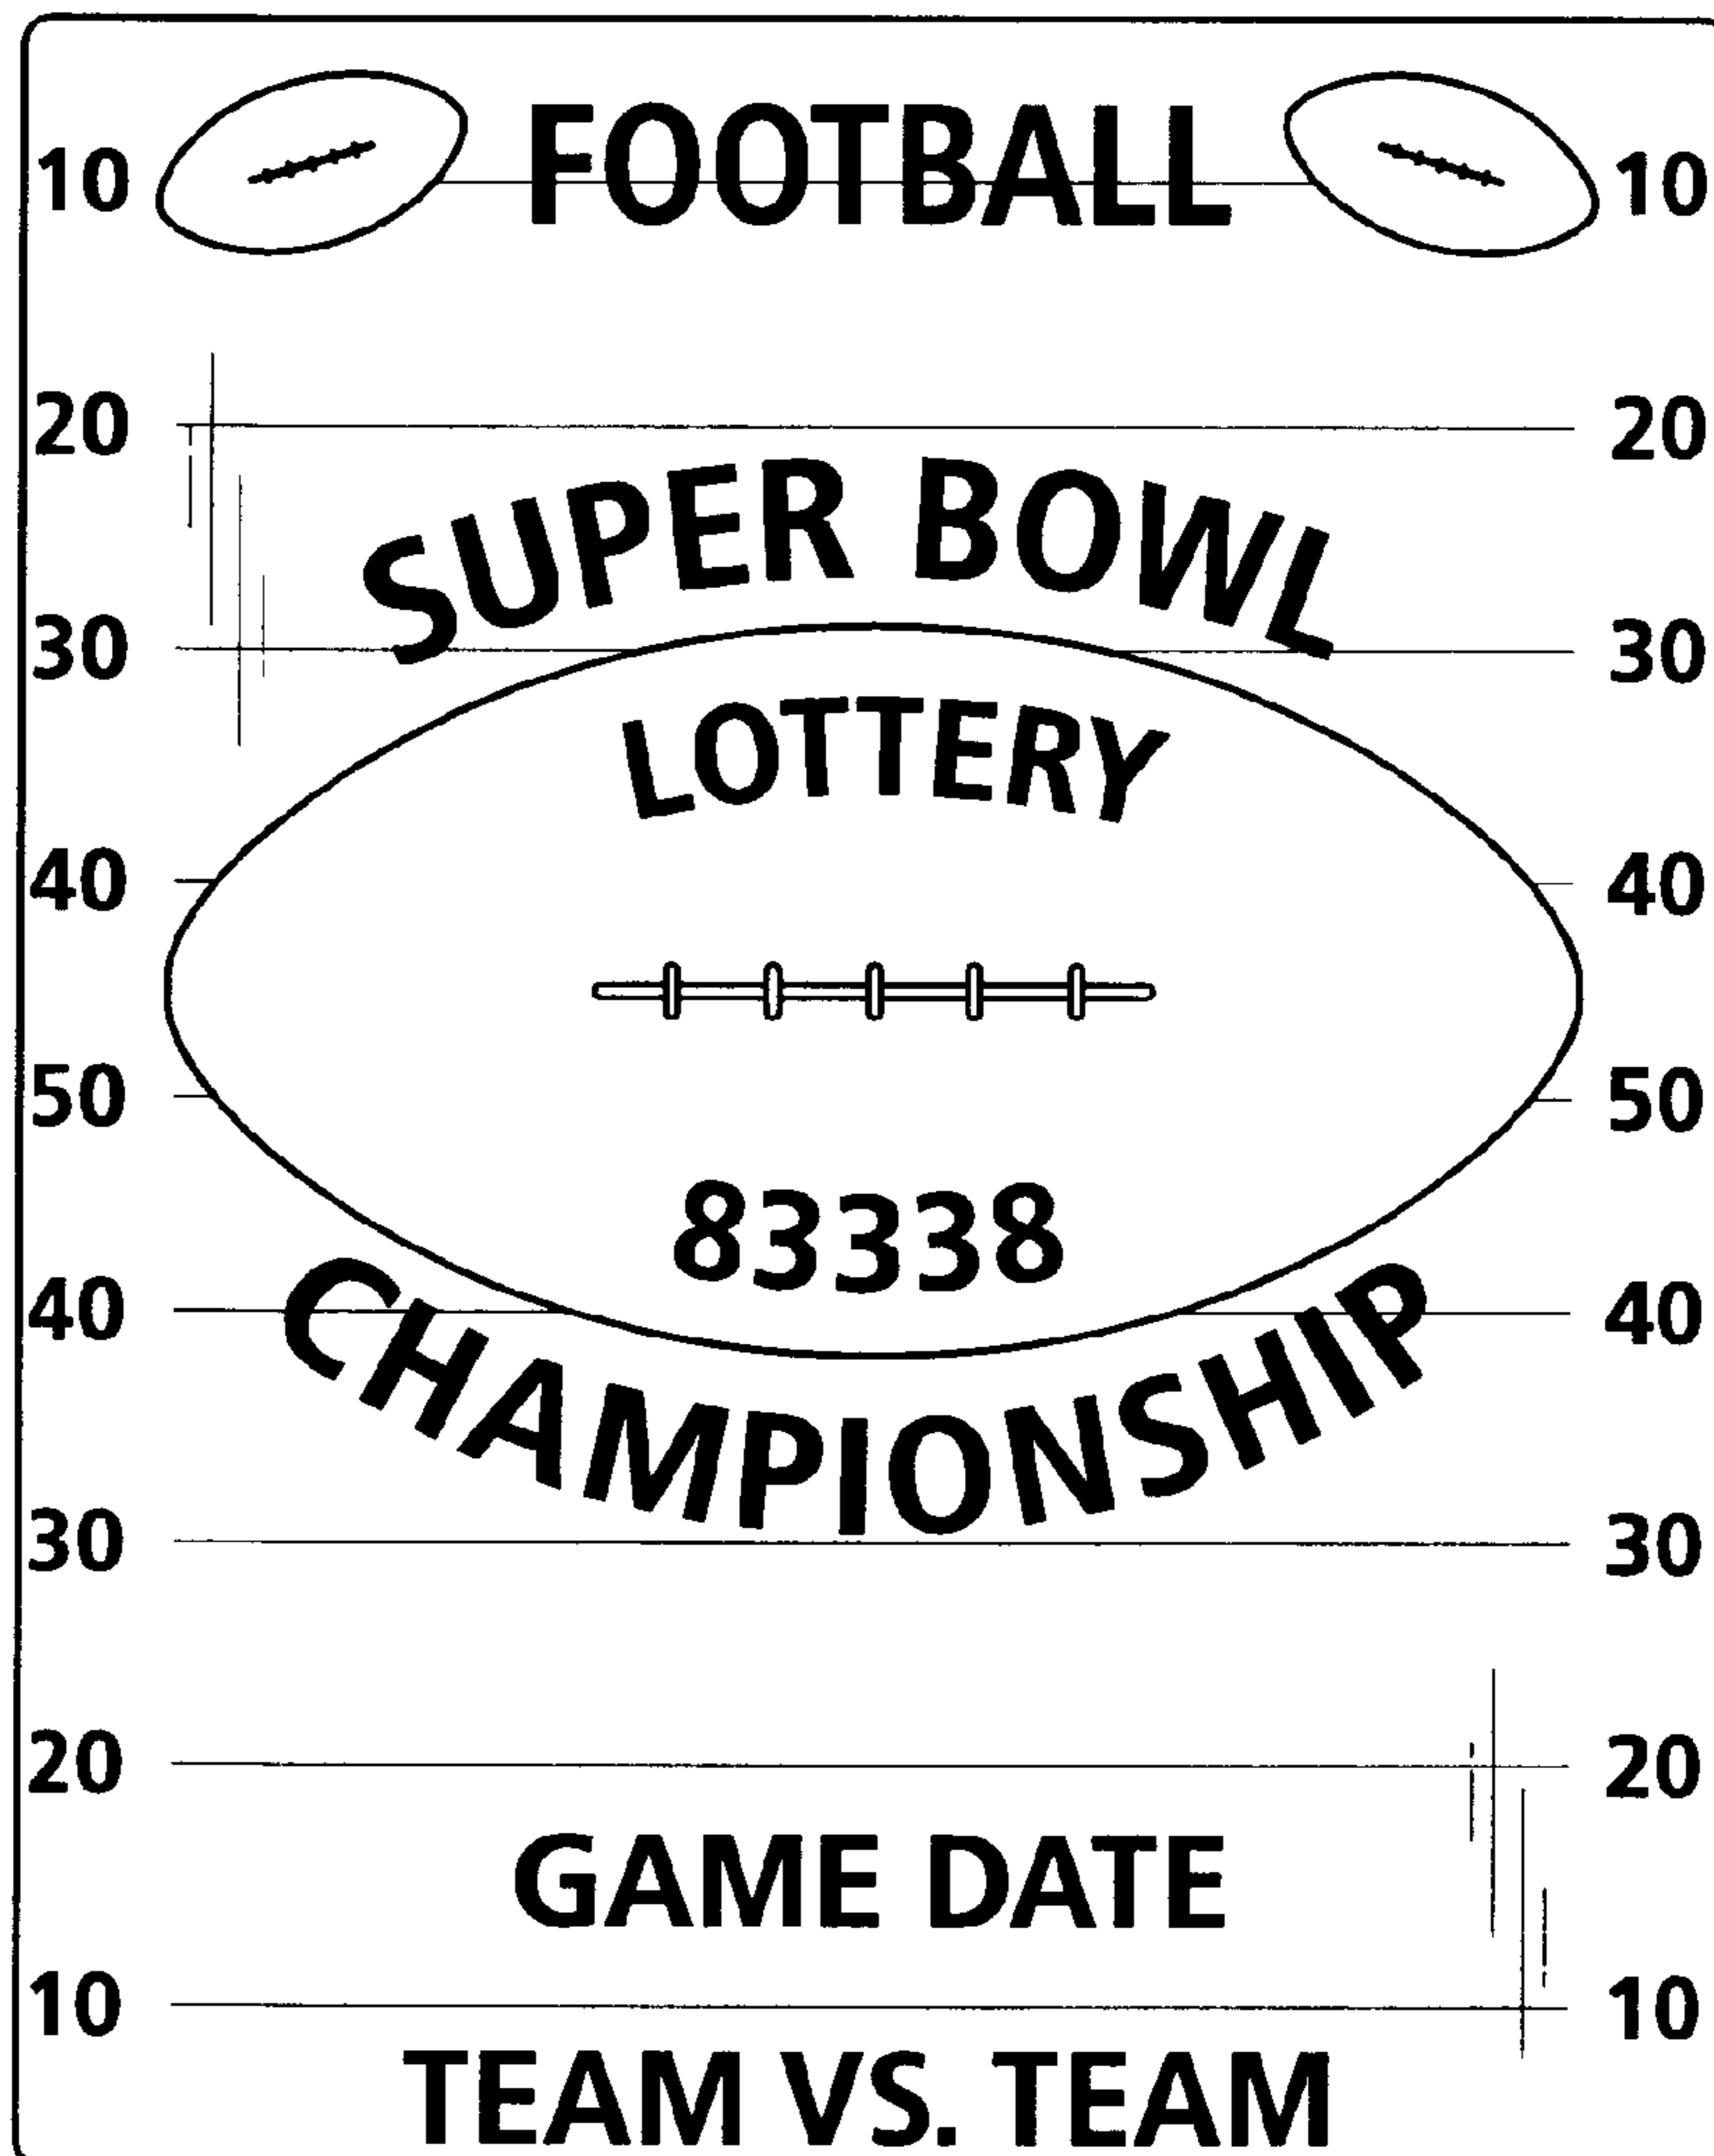 10 FOOTBALL 10
20 20
SUPER BOWL
30 30
LOTTERY
40 40
50 50
83338
40 40
CHAMPIONSHIP
30 30
20 20
GAME DATE
10 10
TEAM VS. TEAM